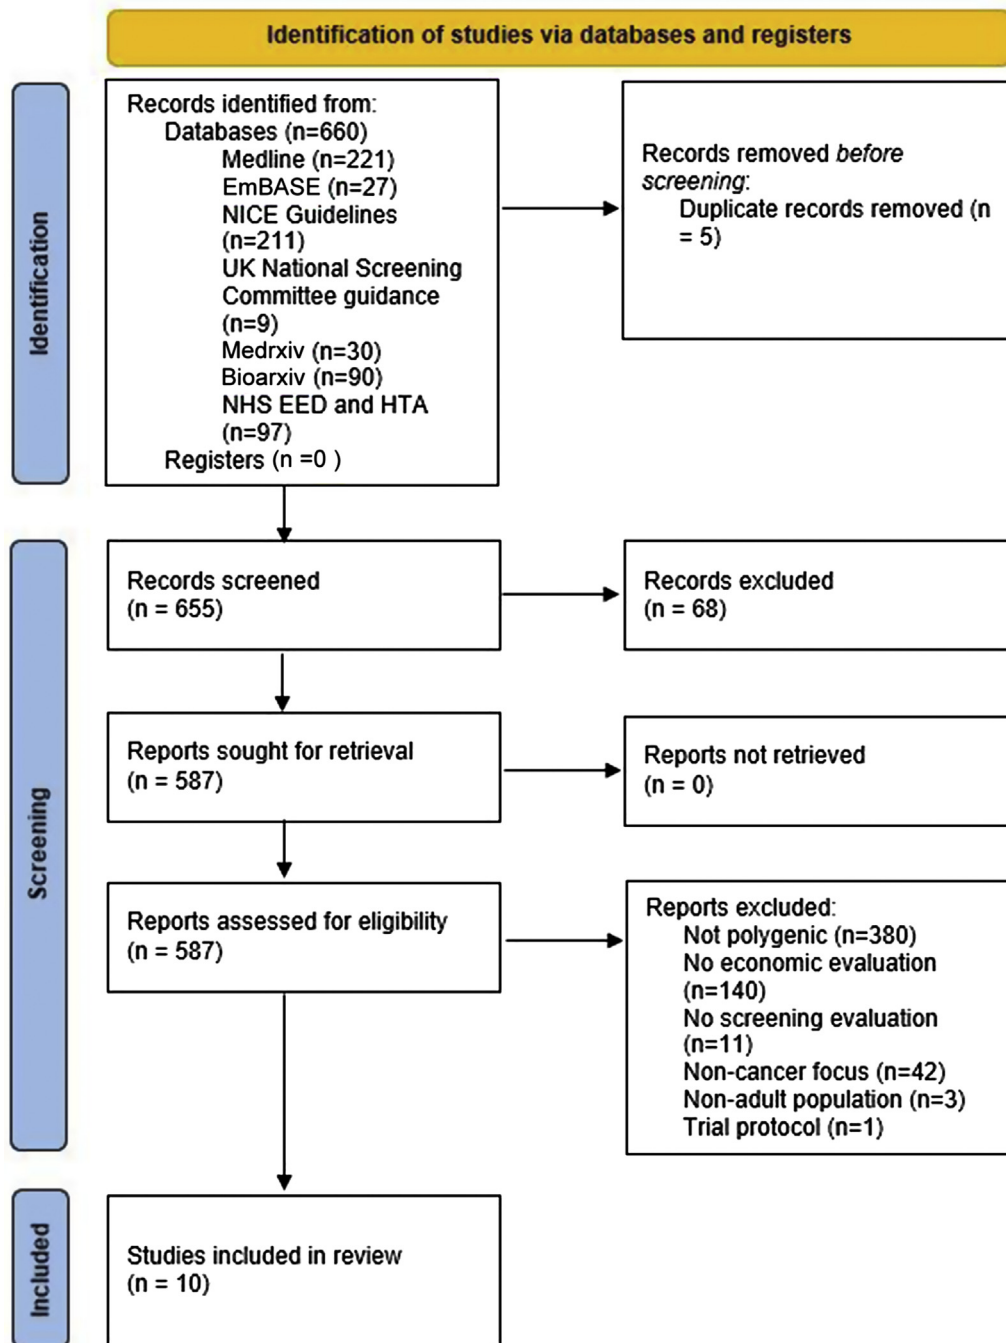 Identification of studies via databases and registers
Identification
Records identified from:
Databases (n=660)
Medline (n=221)
EmBASE (n=27)
NICE Guidelines
(n=211)
UK National Screening
Committee guidance
(n=9)
Medrxiv (n=30)
Bioarxiv (n=90)
NHS EED and HTA
(n=97)
Registers (n =0 )
Records removed before
screening:
Duplicate records removed (n
= 5)
Screening
Records screened
(n = 655)
Records excluded
(n = 68)
Reports sought for retrieval
(n = 587)
Reports not retrieved
(n = 0)
Reports assessed for eligibility
(n = 587)
Reports excluded:
Not polygenic (n=380)
No economic evaluation
(n=140)
No screening evaluation
(n=11)
Non-cancer focus (n=42)
Non-adult population (n=3)
Trial protocol (n=1)
Included
Studies included in review
(n = 10)